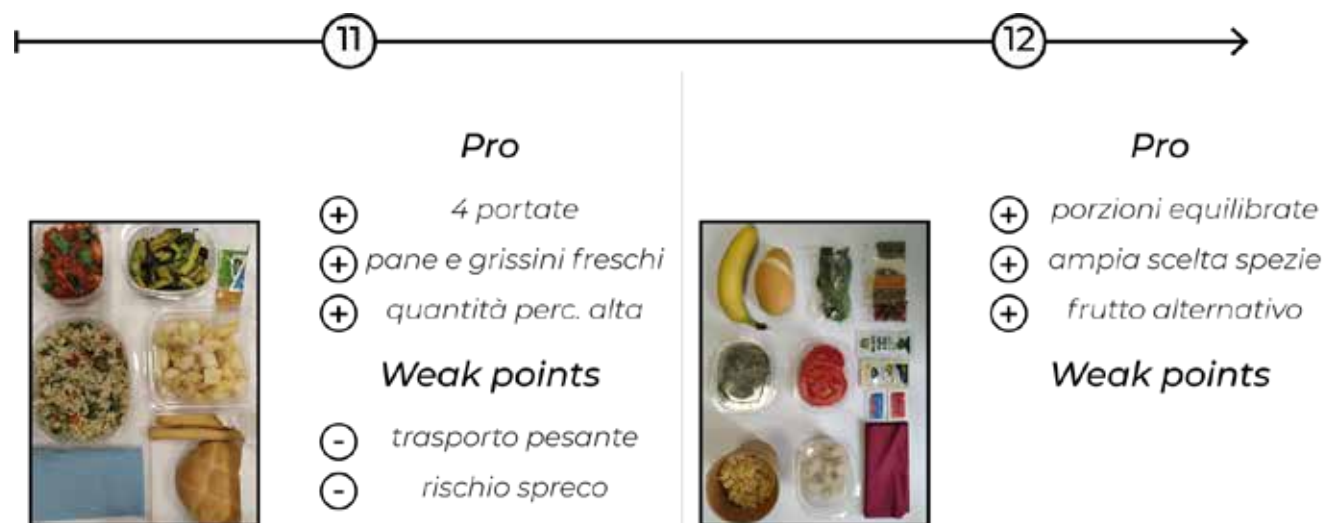 11
12
Pro
+ 4 portate
+ pane e grissini freschi
+ quantità perc. alta
Weak points
- trasporto pesante
- rischio spreco
Pro
+ porzioni equilibrate
+ ampia scelta spezie
+ frutto alternativo
Weak points